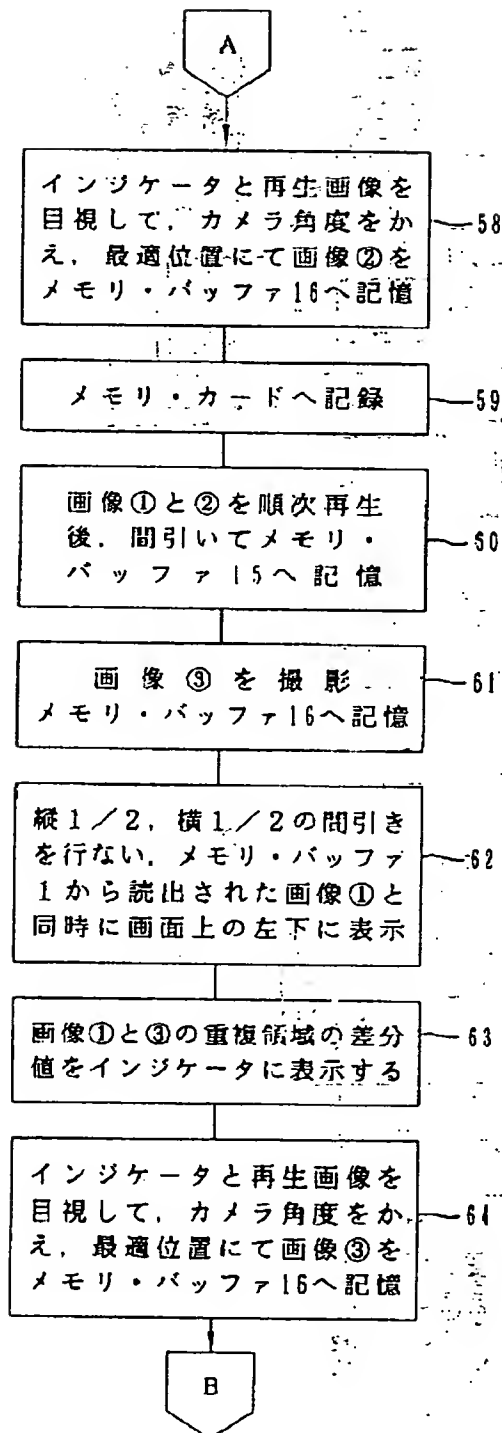 A
インジケータと再生画像を
目視して,カメラ角度をか
え,最適位置にて画像②を
メモリ・バッファ16へ記憶
58
メモリ・カードへ記録
59
画像①と②を順次再生
後,間引いてメモリ・
バッファ15へ記憶
60
画像③を撮影
メモリ・バッファ16へ記憶
61
縦1/2,横1/2の間引き
を行ない,メモリ・バッファ
1から読出された画像①と
同時に画面上の左下に表示
62
画像①と③の重複領域の差分
値をインジケータに表示する
63
インジケータと再生画像を
目視して,カメラ角度をか
え,最適位置にて画像③を
メモリ・バッファ16へ記憶
64
B